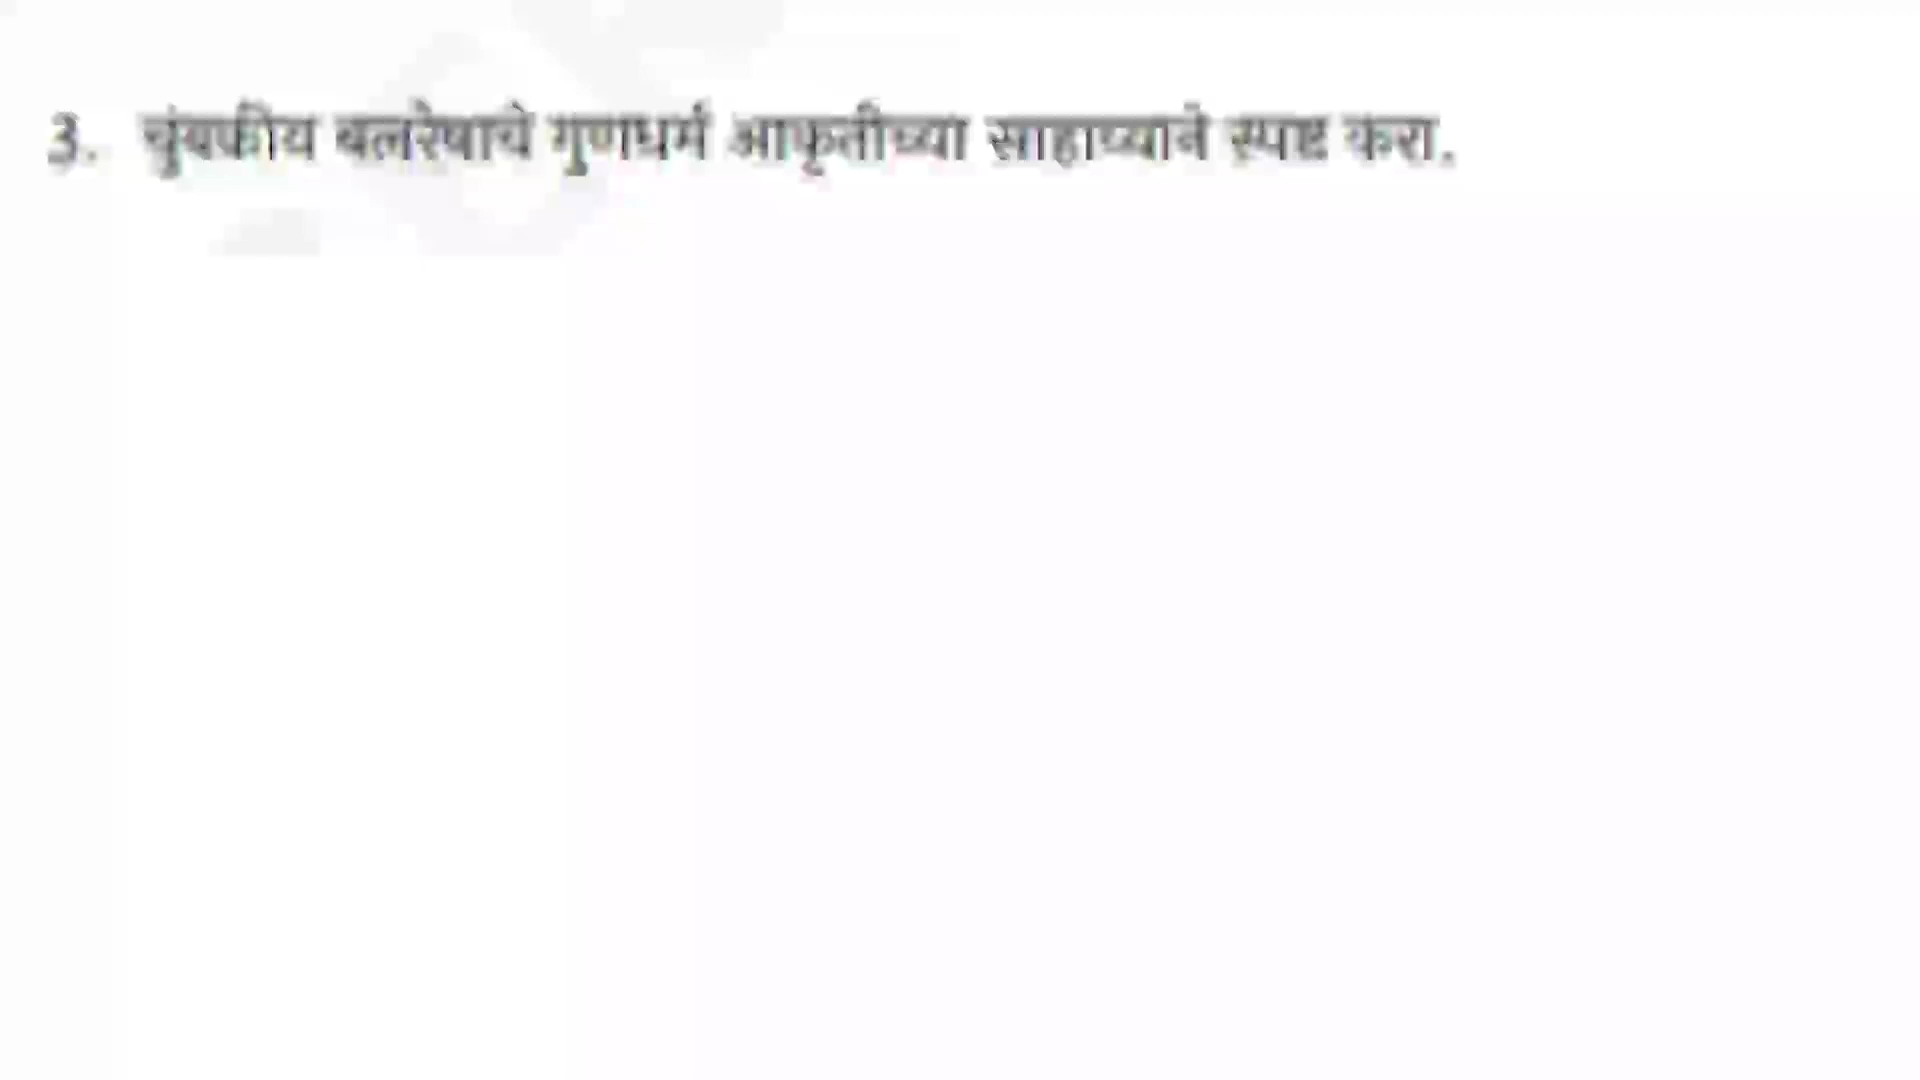 3. चुंबकीय बलरेषाचे गुणधर्म आकृतीच्या साहाय्याने स्पष्ट करा.